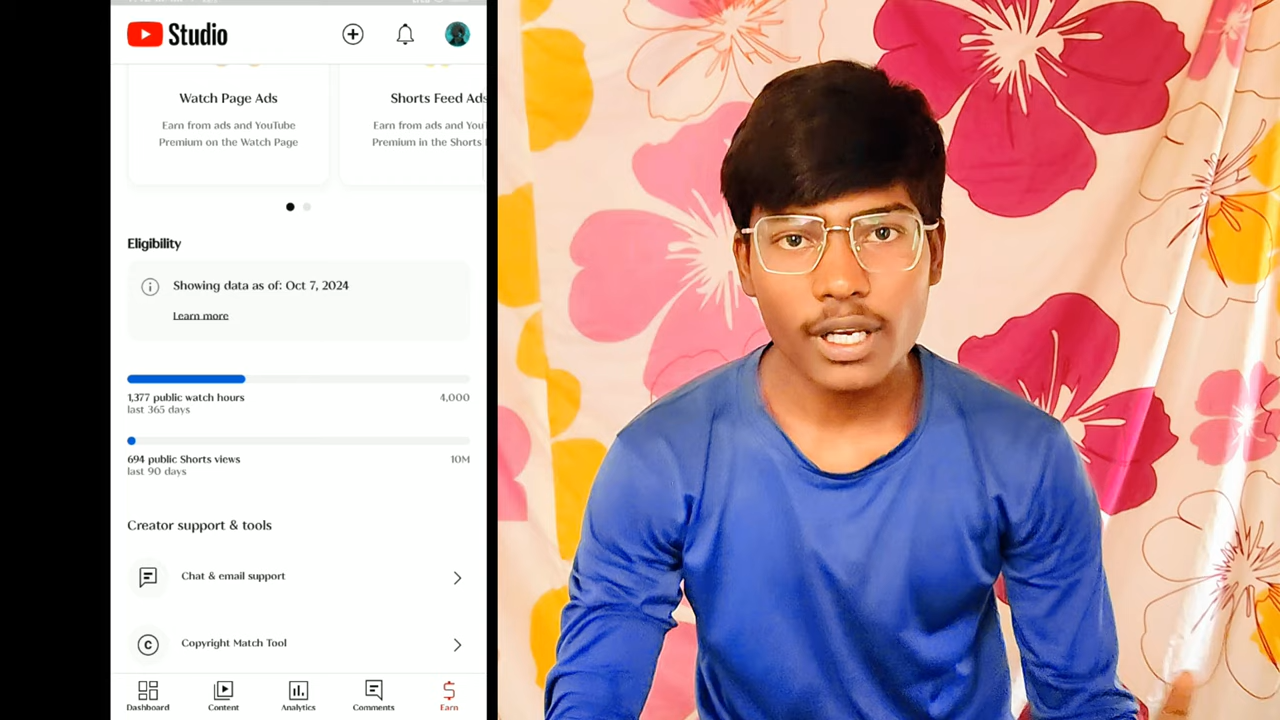 Studio
Watch Page Ads
Earn from ads and YouTube
Premium on the Watch Page
Shorts Feed Ads
Earn from ads and
Premium in the Shorts
Eligibility
Showing data as of: Oct 7, 2024
Learn more
1,377 public watch hours
last 365 days
4,000
694 public Shorts views
last 90 days
10M
Creator support & tools
Chat & email support
Copyright Match Tool
Dashboard
Content
Analytics
Comments
Earn